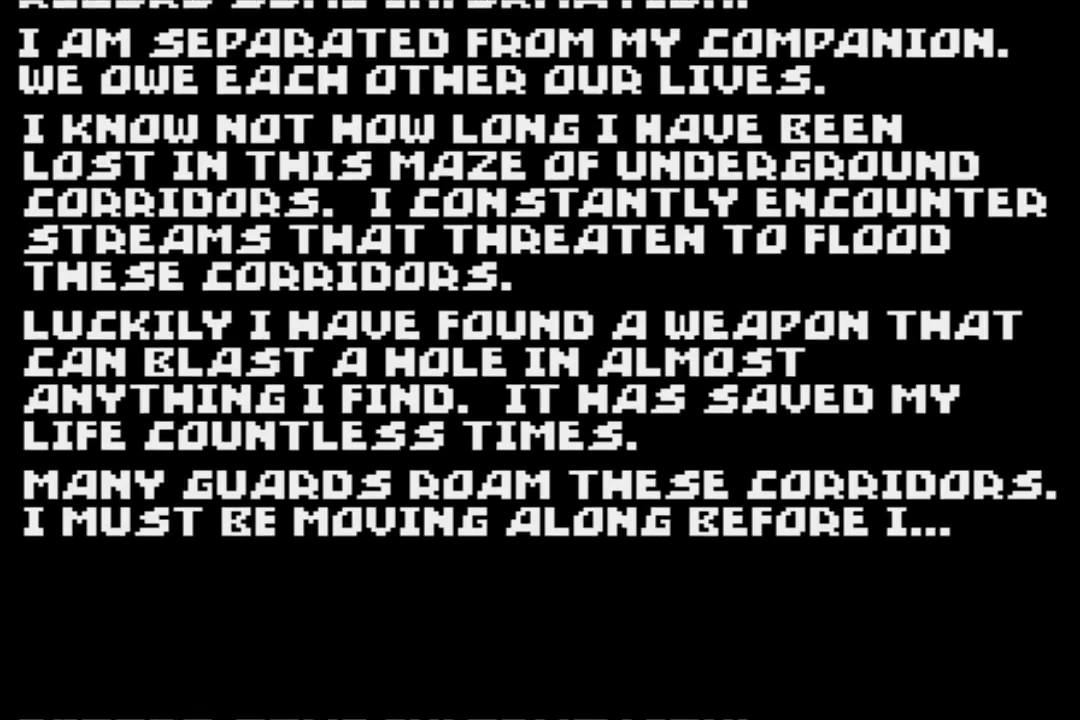 I AM SEPARATED FROM MY COMPANION.
WE OWE EACH OTHER OUR LIVES.
I KNOW NOT HOW LONG I HAVE BEEN
LOST IN THIS MAZE OF UNDERGROUND
CORRIDORS. I CONSTANTLY ENCOUNTER
STREAMS THAT THREATEN TO FLOOD
THESE CORRIDORS.
LUCKILY I HAVE FOUND A WEAPON THAT
CAN BLAST A HOLE IN ALMOST
ANYTHING I FIND. IT HAS SAVED MY
LIFE COUNTLESS TIMES.
MANY GUARDS ROAM THESE CORRIDORS.
I MUST BE MOVING ALONG BEFORE I...